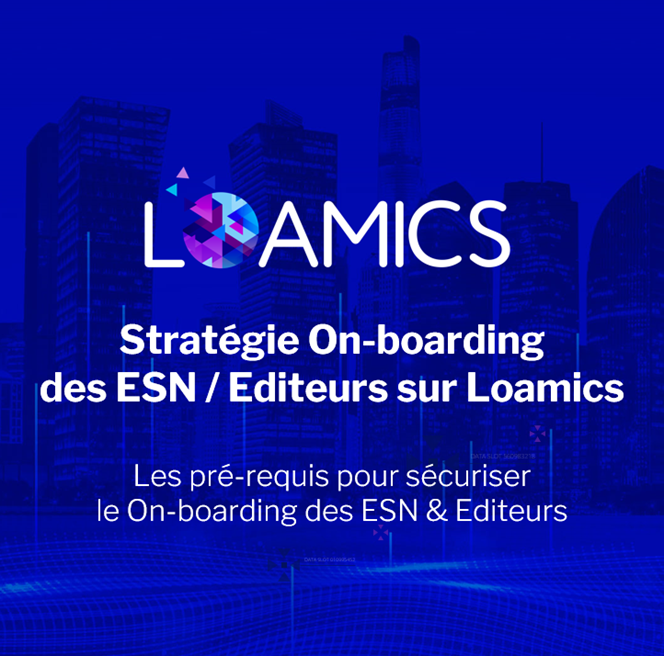 LOAMICS
Stratégie On-boarding
des ESN / Editeurs sur Loamics
Les pré-requis pour sécuriser
le On-boarding des ESN & Editeurs